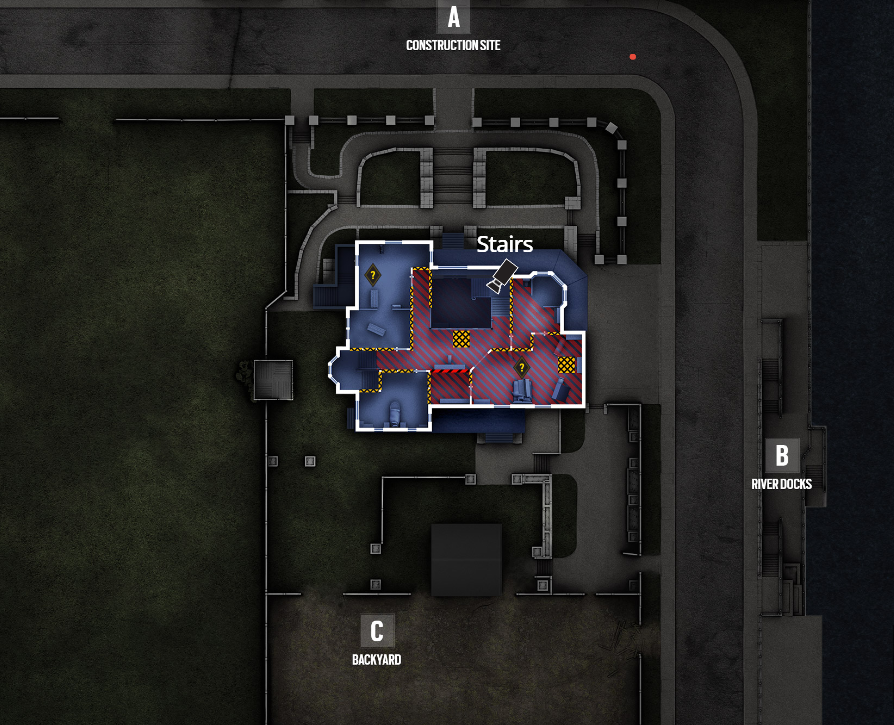 A
CONSTRUCTION SITE
Stairs
?
?
B
RIVER DOCKS
C
BACKYARD